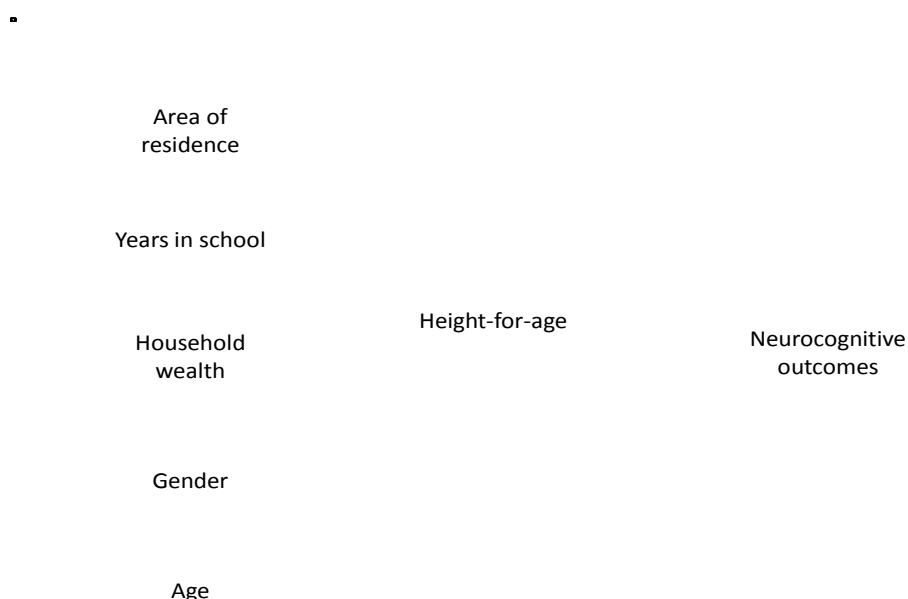 Area of
residence
Years in school
Household
wealth
Height-for-age
Neurocognitive
outcomes
Gender
Age